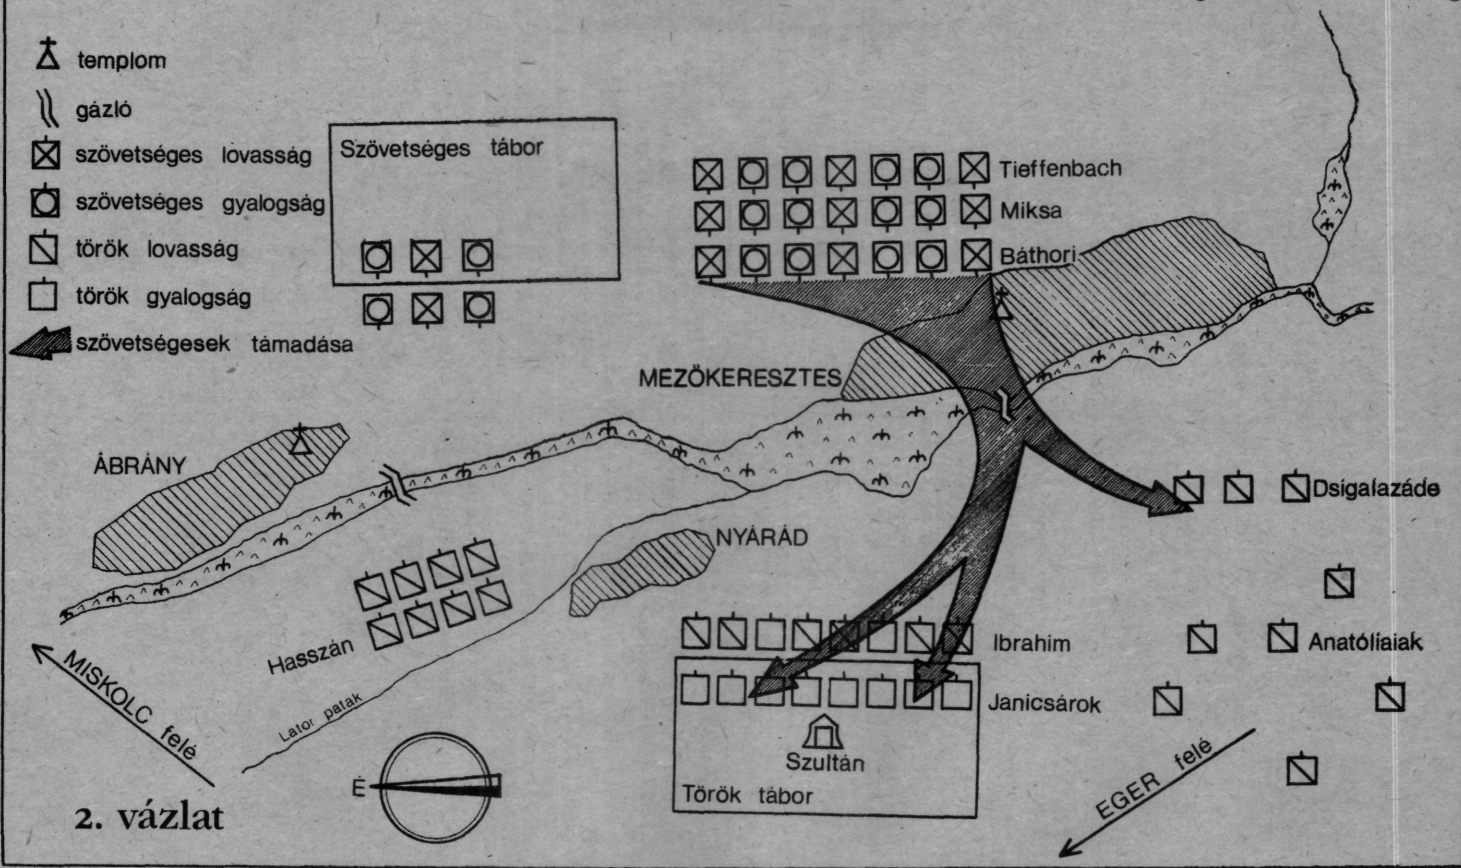 templom
gázló
szövetséges lovasság
szövetséges gyalogság
török lovasság
török gyalogság
szövetségesek támadása
Szövetséges tábor
Tieffenbach
Miksa
Báthori
MEZŐKERESZTES
ÁBRÁNY
NYÁRÁD
Dsigalazáde
Hasszán
Ibrahim
Anatóliaiak
Janicsárok
MISKOLC felé
Látor patak
Szultán
Török tábor
EGER felé
É
2. vázlat